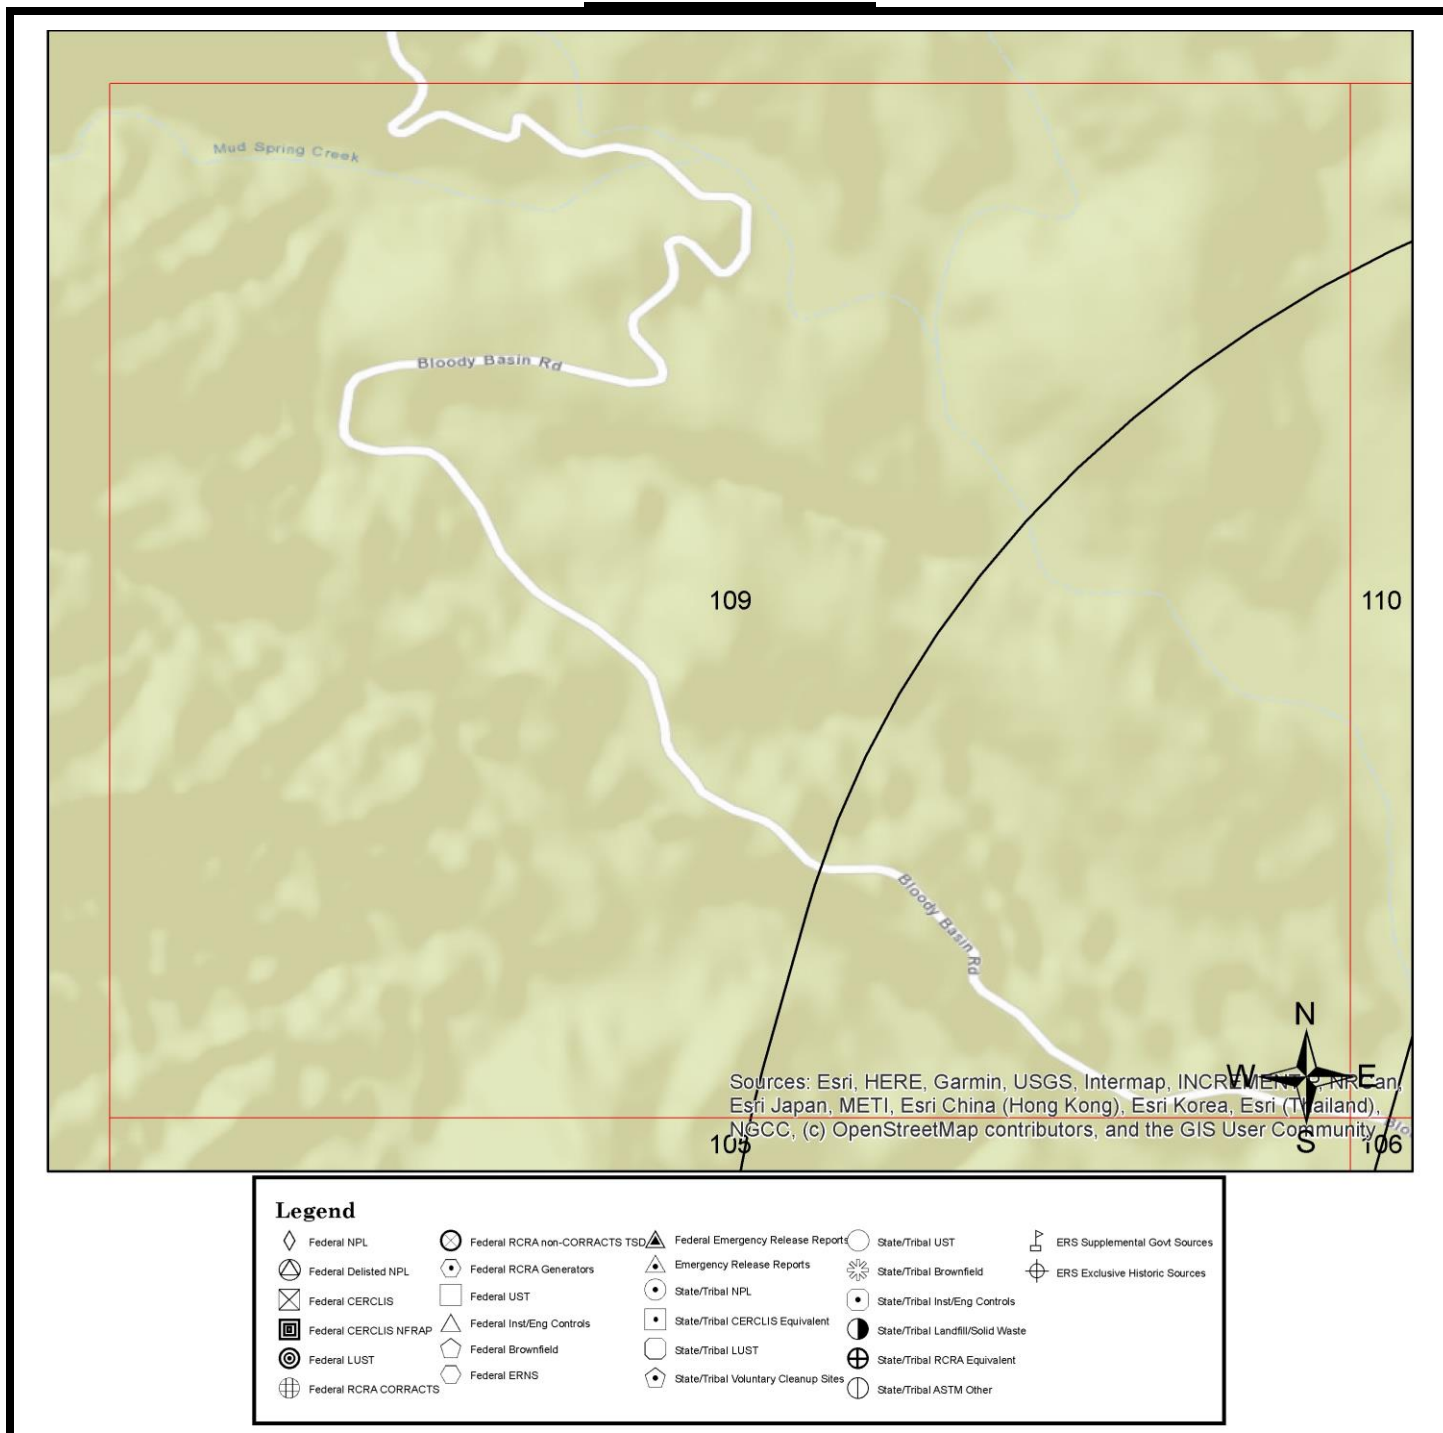 Mud Spring Creek
Bloody Basin Rd
109
110
Bloody Basin Rd
N
W
E
S
Sources: Esri, HERE, Garmin, USGS, Intermap, INCREMENT P, NRCan,
Esri Japan, METI, Esri China (Hong Kong), Esri Korea, Esri (Thailand),
NGCC, (c) OpenStreetMap contributors, and the GIS User Community
105
106
Legend
Federal NPL
Federal Delisted NPL
Federal CERCLIS
Federal CERCLIS NFRAP
Federal LUST
Federal RCRA CORRACTS
Federal RCRA non-CORRACTS TSD
Federal RCRA Generators
Federal UST
Federal Inst/Eng Controls
Federal Brownfield
Federal ERNS
Federal Emergency Release Reports
Emergency Release Reports
State/Tribal NPL
State/Tribal CERCLIS Equivalent
State/Tribal LUST
State/Tribal Voluntary Cleanup Sites
State/Tribal UST
State/Tribal Brownfield
State/Tribal Inst/Eng Controls
State/Tribal Landfill/Solid Waste
State/Tribal RCRA Equivalent
State/Tribal ASTM Other
ERS Supplemental Govt Sources
ERS Exclusive Historic Sources